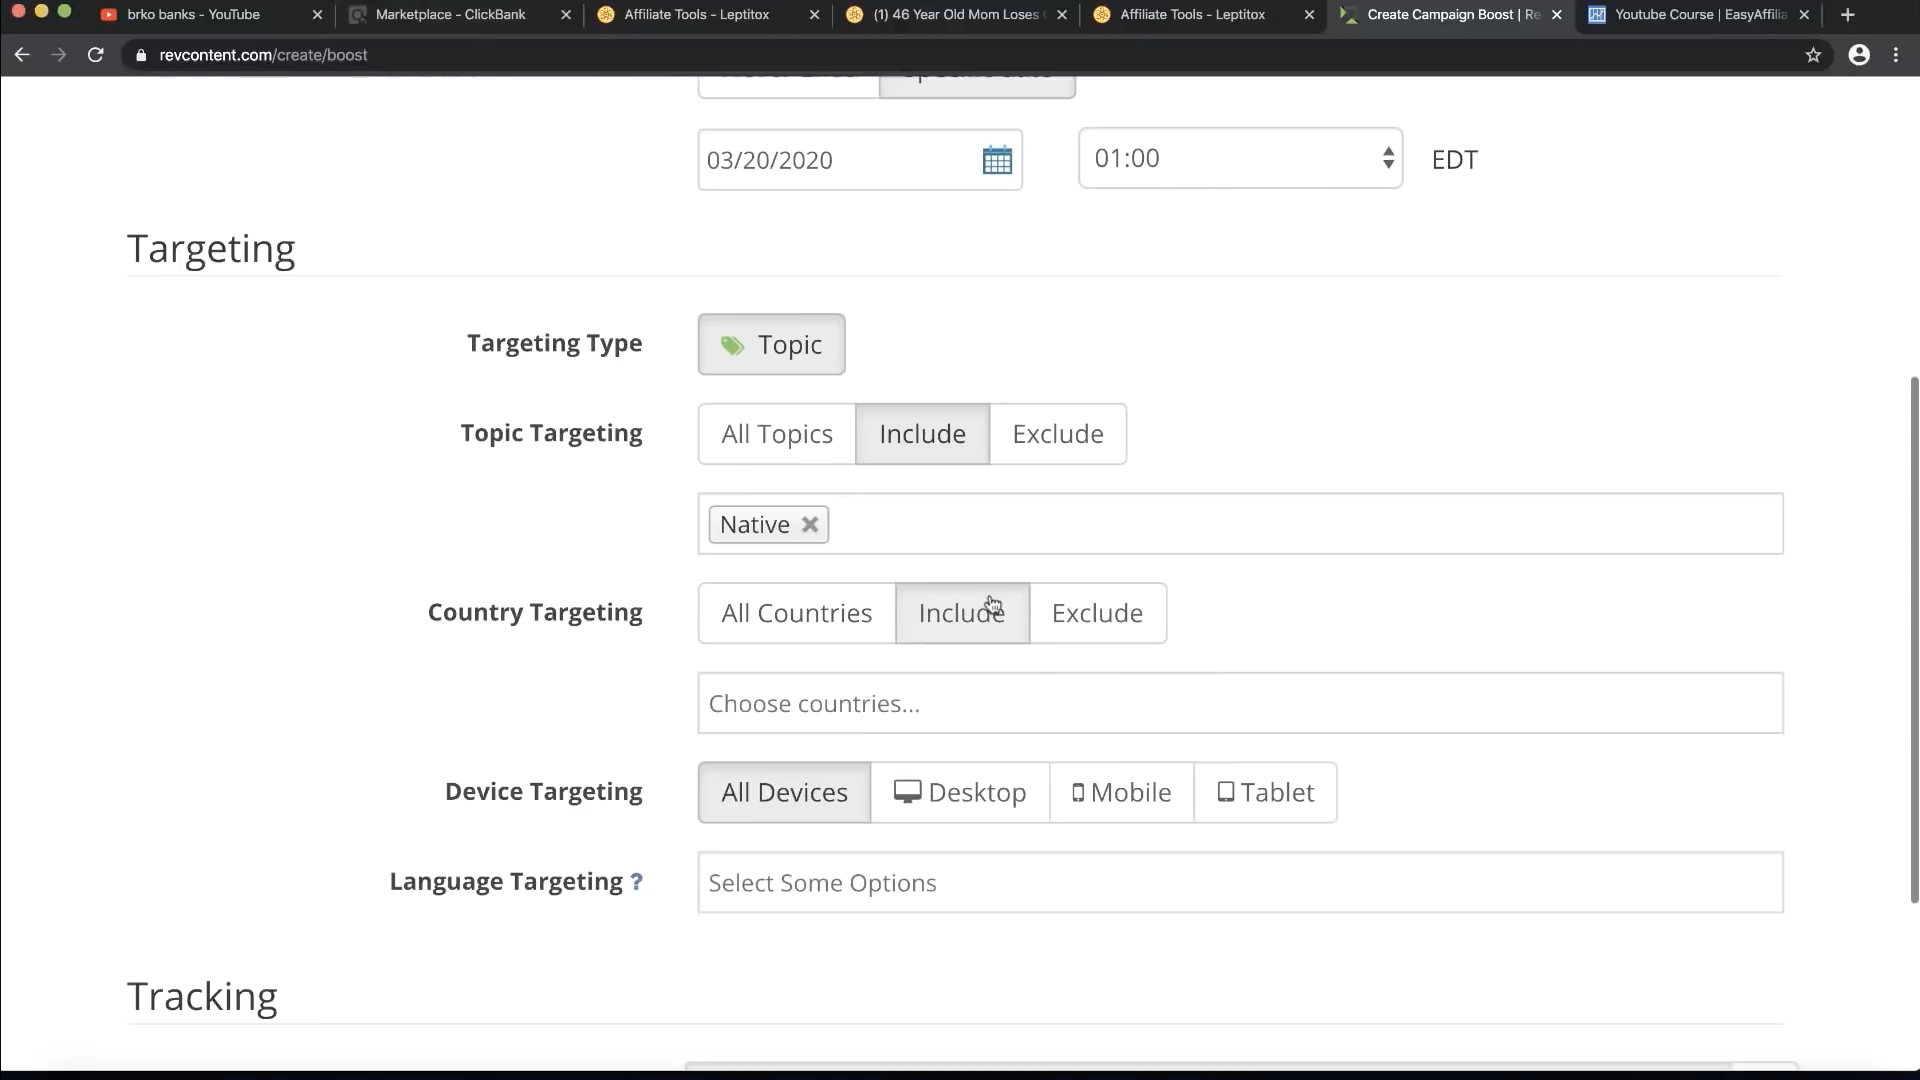 brko banks - YouTube
Marketplace - ClickBank
Affiliate Tools - Leptitox
(1) 46 Year Old Mom Loses
Affiliate Tools - Leptitox
Create Campaign Boost | Re
Youtube Course | EasyAffilia
revcontent.com/create/boost
03/20/2020
01:00
EDT
Targeting
Targeting Type
Topic
Topic Targeting
All Topics
Include
Exclude
Native
Country Targeting
All Countries
Include
Exclude
Choose countries...
Device Targeting
All Devices
Desktop
Mobile
Tablet
Language Targeting ?
Select Some Options
Tracking